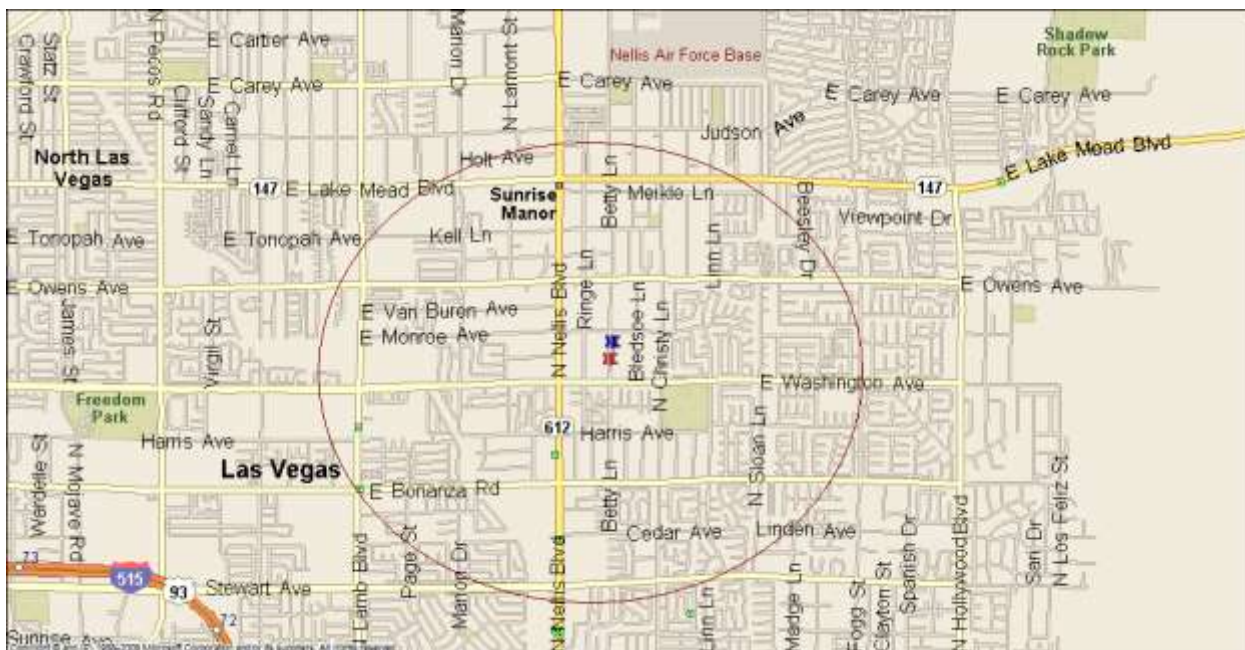 Crawford St
Statz St
N Pecos Rd
E Cartier Ave
Marion Dr
N Lamont St
Nellis Air Force Base
Shadow
Rock Park
E Carey Ave
E Carey Ave
E Carey Ave
E Carey Ave
Clifford St
Sandy Ln
Carnel Ln
Judson Ave
North Las
Vegas
Holt Ave
147
E Lake Mead Blvd
Sunrise
Manor
Betty Ln
Meikle Ln
Beesley Dr
147
E Lake Mead Blvd
Viewpoint Dr
E Tonopah Ave
E Tonopah Ave
Kell Ln
Linn Ln
E Owens Ave
E Owens Ave
N Nellis Blvd
Ringe Ln
Bledsoe Ln
N Christy Ln
James St
Virgil St
E Van Buren Ave
E Monroe Ave
E Washington Ave
Freedom
Park
Harris Ave
612
Harris Ave
N Sloan Ln
Wardelle St
N Mojave Rd
Las Vegas
E Bonanza Rd
Betty Ln
Cedar Ave
Linden Ave
N Lamb Blvd
Page St
Marion Dr
N Nellis Blvd
Linn Ln
Madge Ln
Fogg St
Clayton St
Spanish Dr
N Hollywood Blvd
San Dr
N Los Feliz St
73
515
93
Stewart Ave
72
Sunrise Ave